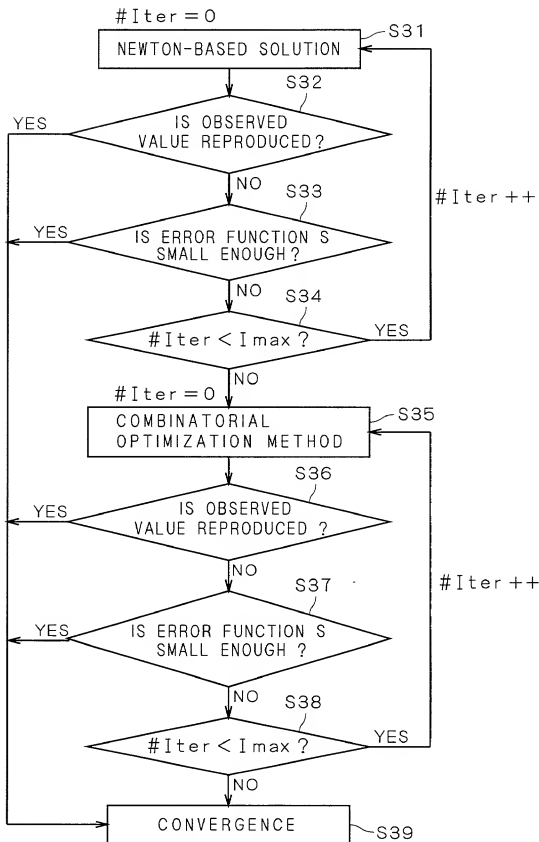 #Iter=0
NEWTON-BASED SOLUTION
S31
S32
YES
IS OBSERVED
VALUE REPRODUCED?
NO
S33
#Iter++
YES
IS ERROR FUNCTION S
SMALL ENOUGH?
NO
S34
#Iter<Imax?
YES
NO
#Iter=0
COMBINATORIAL
OPTIMIZATION METHOD
S35
S36
YES
IS OBSERVED
VALUE REPRODUCED ?
NO
S37
#Iter++
YES
IS ERROR FUNCTION S
SMALL ENOUGH ?
NO
S38
#Iter<Imax?
YES
NO
CONVERGENCE
S39